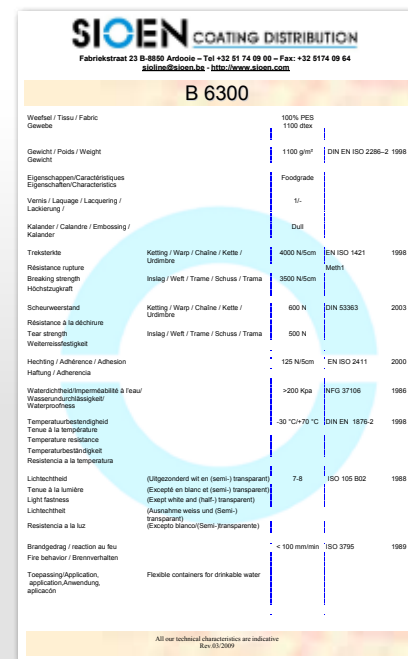 SIOEN COATING DISTRIBUTION
Fabriekstraat 23 B-8850 Ardooie – Tel +32 51 74 09 00 – Fax: +32 5174 09 64
sioline@sioen.be - http://www.sioen.com
B 6300
Weefsel / Tissu / Fabric 100% PES
Gewebe 1100 dtex
Gewicht / Poids / Weight 1100 g/m² DIN EN ISO 2286–2 1998
Gewicht
Eigenschappen/Caractéristiques Foodgrade
Eigenschaften/Characteristics
Vernis / Laquage / Lacquering / 1/-
Lackierung /
Kalander / Calandre / Embossing / Dull
Kalander
Treksterkte Ketting / Warp / Chaîne / Kette / 4000 N/5cm EN ISO 1421 1998
Urdimbre
Résistance rupture Meth1
Breaking strength Inslag / Weft / Trame / Schuss / Trama 3500 N/5cm
Höchstzugkraft
Scheurweerstand Ketting / Warp / Chaîne / Kette / 600 N DIN 53363 2003
Urdimbre
Résistance à la déchirure
Tear strength Inslag / Weft / Trame / Schuss / Trama 500 N
Weiterreissfestigkeit
Hechting / Adhérence / Adhesion 125 N/5cm EN ISO 2411 2000
Haftung / Adherencia
Waterdichtheid/Imperméabilité à l'eau/ >200 Kpa NFG 37106 1986
Wasserundurchlässigkeit/
Waterproofness
Temperatuurbestendigheid -30 °C/+70 °C DIN EN 1876-2 1998
Tenue à la température
Temperature resistance
Temperaturbeständigkeit
Resistencia a la temperatura
Lichtechtheid (Uitgezonderd wit en (semi-) transparant) 7-8 ISO 105 B02 1988
Tenue à la lumière (Excepté en blanc et (semi-) transparent)
Light fastness (Exept white and (half-) transparent)
Lichtechtheit (Ausnahme weiss und (Semi-)
transparant)
Resistencia a la luz (Excepto blanco/(Semi-)transparente)
Brandgedrag / reaction au feu < 100 mm/min ISO 3795 1989
Fire behavior / Brennverhalten
Toepassing/Application, Flexible containers for drinkable water
application,Anwendung,
aplicacón
All our technical characteristics are indicative
Rev.03/2009